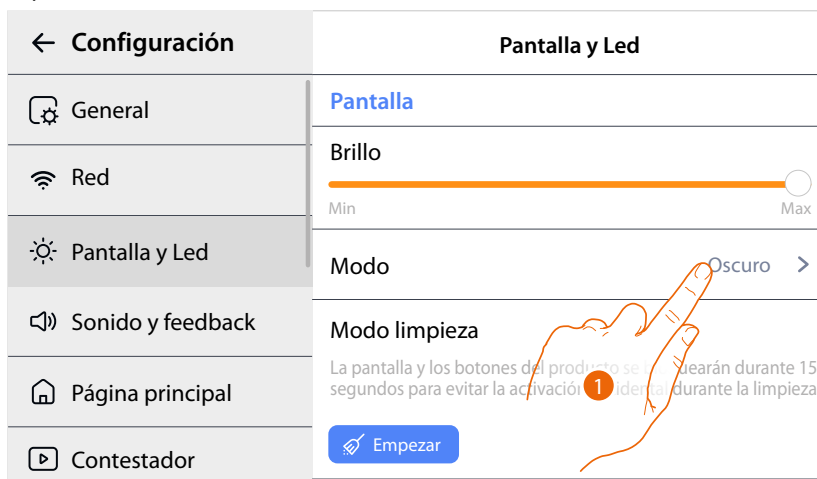 Configuración
Pantalla y Led
General
Red
Pantalla y Led
Sonido y feedback
Página principal
Contestador
Pantalla
Brillo
Min Max
Modo Oscuro
Modo limpieza
La pantalla y los botones del producto se durante 15
segundos para evitar la durante la limpieza
1
Empezar